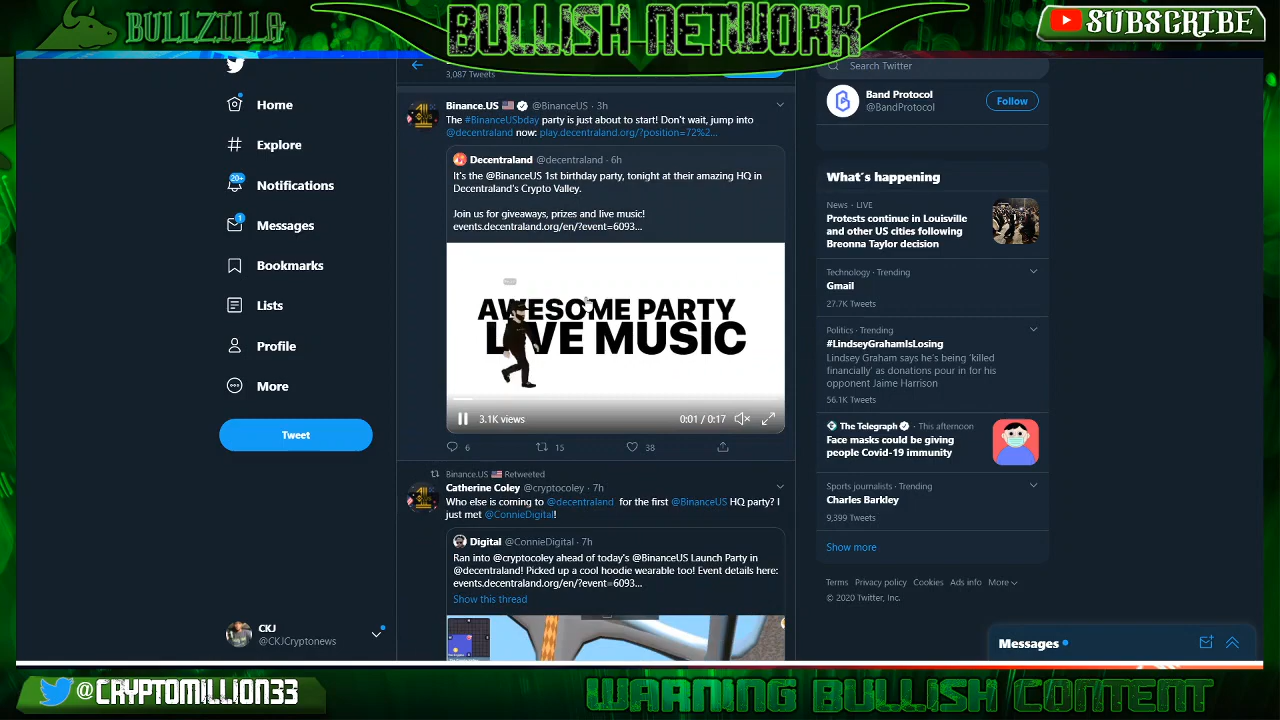 BULLZILLA
BULLISH NETWORK
SUBSCRIBE
3,087 Tweets
Search Twitter
Home
Explore
20+
Notifications
1
Messages
Bookmarks
Lists
Profile
More
Tweet
CKJ
@CKJCryptonews
Binance.US @BinanceUS · 3h
The #BinanceUSbday party is just about to start! Don't wait, jump into
@decentraland now: play.decentraland.org/?position=72%2...
Decentraland @decentraland · 6h
It's the @BinanceUS 1st birthday party, tonight at their amazing HQ in
Decentraland's Crypto Valley.
Join us for giveaways, prizes and live music!
events.decentraland.org/en/?event=6093...
AWESOME PARTY
LIVE MUSIC
3.1K views
0:01 / 0:17
6
15
38
Binance.US Retweeted
Catherine Coley @cryptocoley · 7h
Who else is coming to @decentraland for the first @BinanceUS HQ party? I
just met @ConnieDigital!
Digital @ConnieDigital · 7h
Ran into @cryptocoley ahead of today's @BinanceUS Launch Party in
@decentraland! Picked up a cool hoodie wearable too! Event details here:
events.decentraland.org/en/?event=6093...
Show this thread
Band Protocol
@BandProtocol
Follow
What's happening
News · LIVE
Protests continue in Louisville
and other US cities following
Breonna Taylor decision
Technology · Trending
Gmail
27.7K Tweets
Politics · Trending
#LindseyGrahamIsLosing
Lindsey Graham says he's being 'killed
financially' as donations pour in for his
opponent Jaime Harrison
56.1K Tweets
The Telegraph · This afternoon
Face masks could be giving
people Covid-19 immunity
Sports journalists · Trending
Charles Barkley
9,399 Tweets
Show more
Terms Privacy policy Cookies Ads info More
© 2020 Twitter, Inc.
Messages
@CRYPTOMILLION33
WARNING BULLISH CONTENT